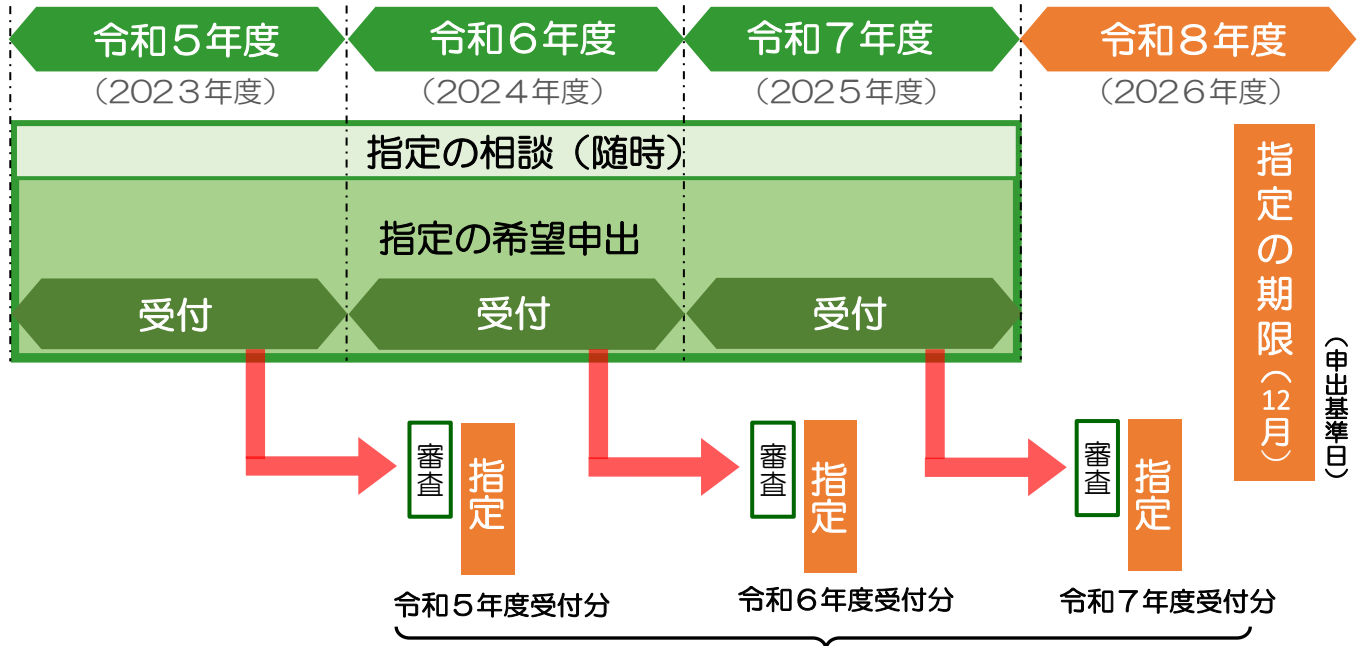 令和５年度
令和６年度
令和７年度
令和８年度
（２０２３年度）
（２０２４年度）
（２０２５年度）
（２０２６年度）
指定の相談（随時）
指定の希望申出
受付
受付
受付
審査
指定
令和５年度受付分
審査
指定
令和６年度受付分
審査
指定
令和７年度受付分
指定の期限（12月）
（申出基準日）